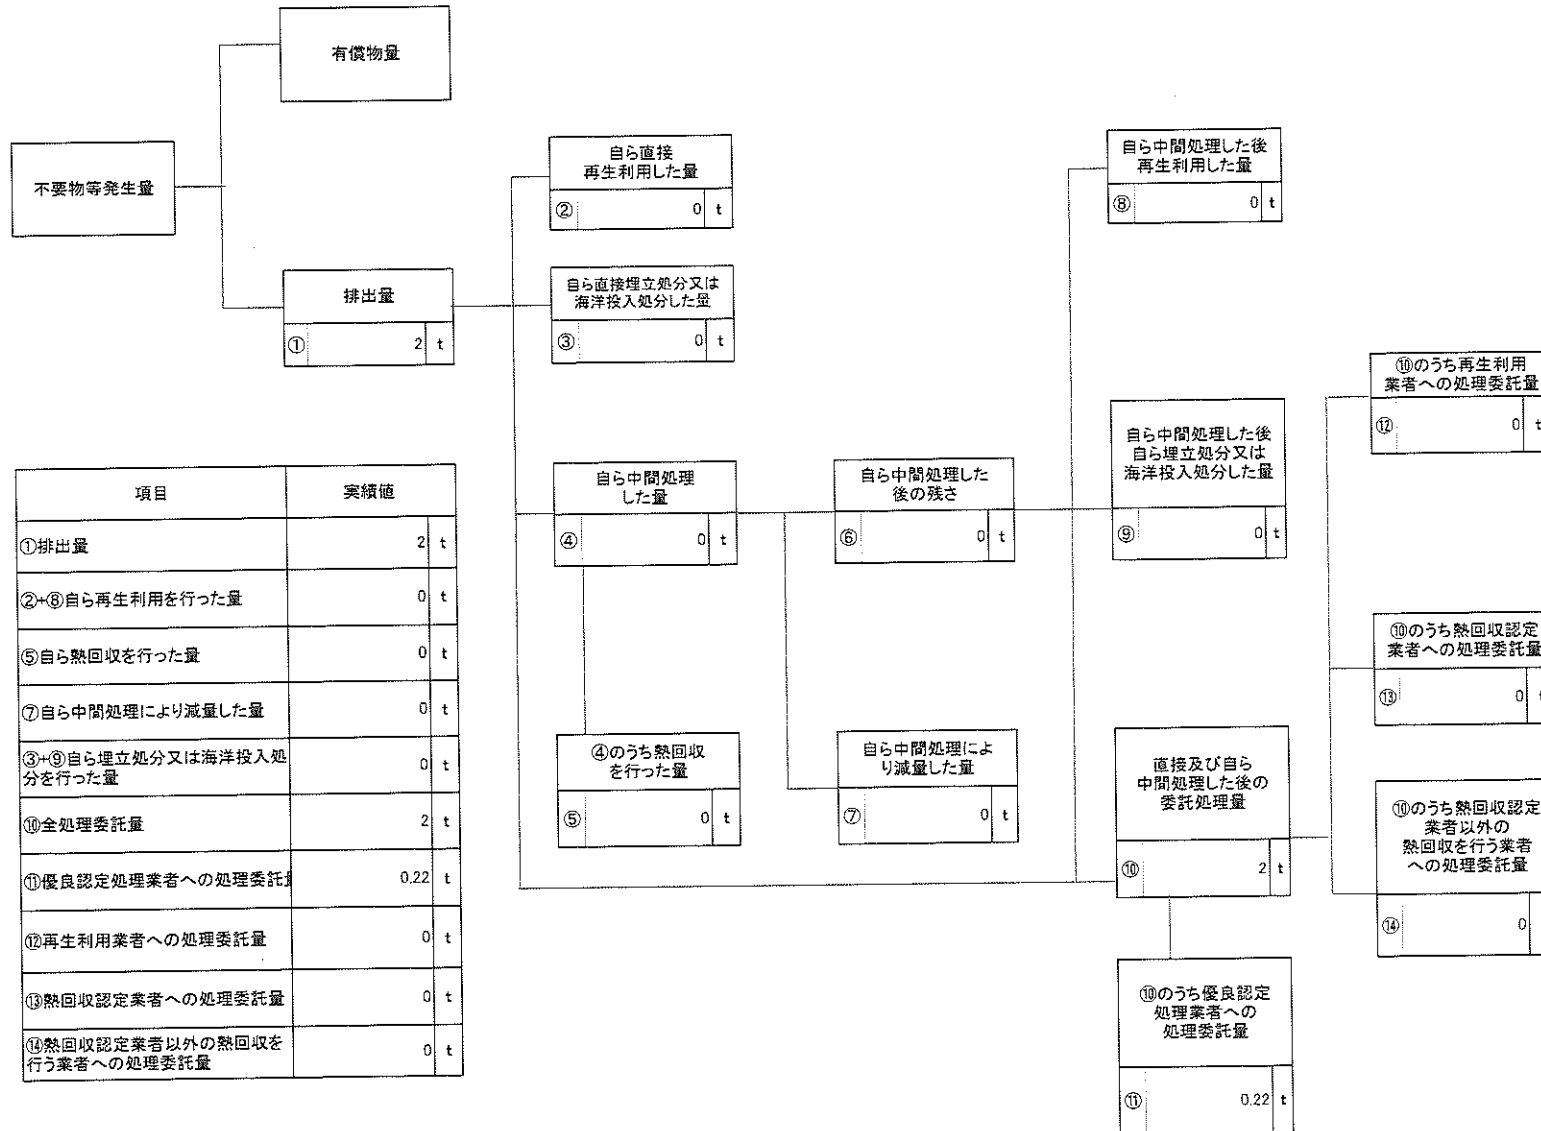 有償物量
不要物等発生量
排出量
① 2 t
自ら直接
再生利用した量
② 0 t
自ら直接埋立処分又は
海洋投入処分した量
③ 0 t
自ら中間処理
した量
④ 0 t
④のうち熱回収
を行った量
⑤ 0 t
自ら中間処理した
後の残さ
⑥ 0 t
自ら中間処理によ
り減量した量
⑦ 0 t
自ら中間処理した後
再生利用した量
⑧ 0 t
自ら中間処理した後
自ら埋立処分又は
海洋投入処分した量
⑨ 0 t
直接及び自ら
中間処理した後の
委託処理量
⑩ 2 t
⑩のうち優良認定
処理業者への
処理委託量
⑪ 0.22 t
⑩のうち再生利用
業者への処理委託量
⑫ 0 t
⑩のうち熱回収認定
業者への処理委託量
⑬ 0 t
⑩のうち熱回収認定
業者以外の
熱回収を行う業者
への処理委託量
⑭ 0
項目 実績値
①排出量 2 t
②+⑧自ら再生利用を行った量 0 t
⑤自ら熱回収を行った量 0 t
⑦自ら中間処理により減量した量 0 t
③+⑨自ら埋立処分又は海洋投入処
分を行った量 0 t
⑩全処理委託量 2 t
⑪優良認定処理業者への処理委託 0.22 t
⑫再生利用業者への処理委託量 0 t
⑬熱回収認定業者への処理委託量 0 t
⑭熱回収認定業者以外の熱回収を
行う業者への処理委託量 0 t